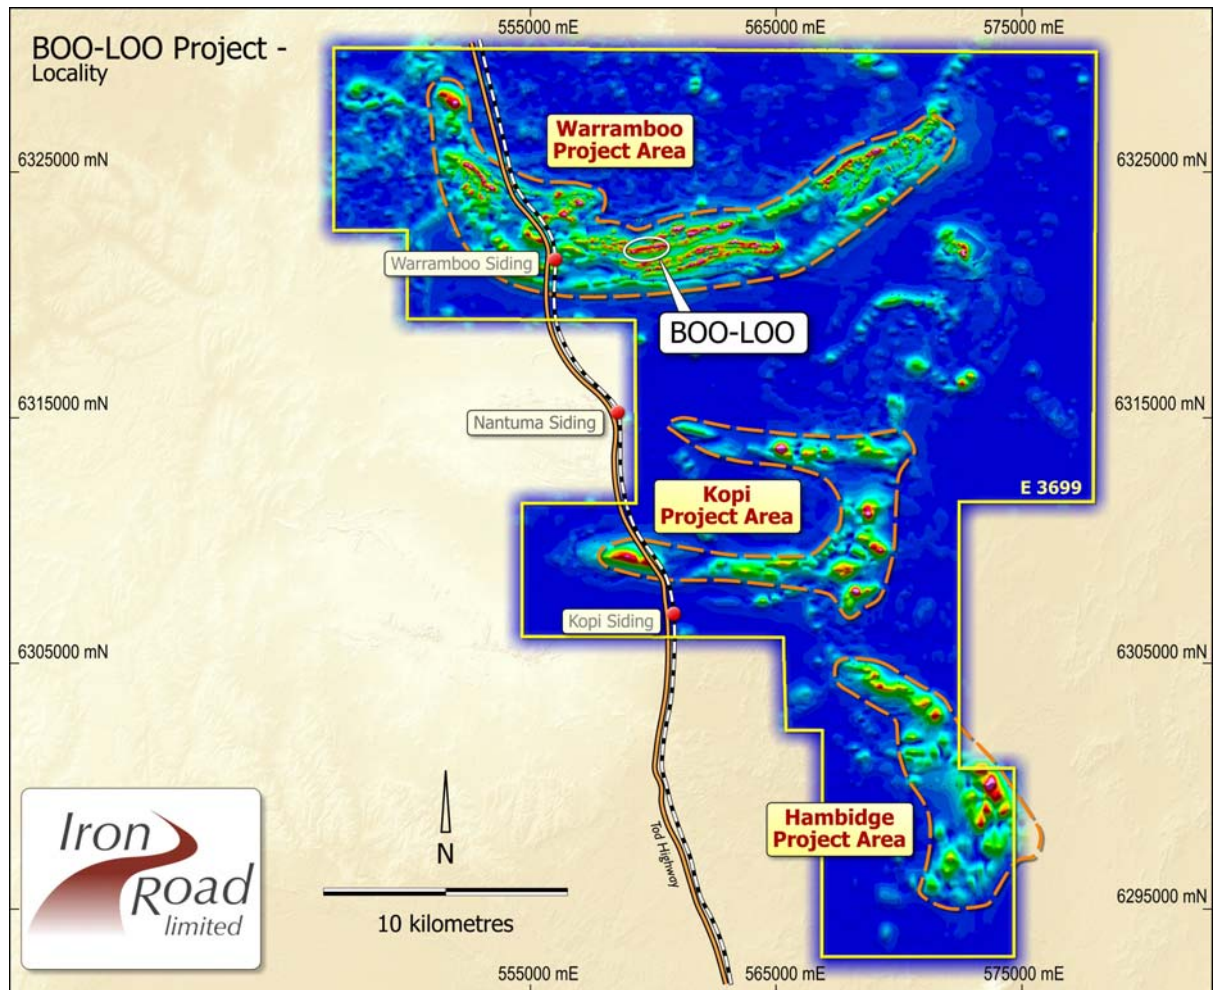 BOO-LOO Project -
Locality
555000 mE
565000 mE
575000 mE
Warramboo
Project Area
6325000 mN
6325000 mN
Warramboo Siding
BOO-LOO
Nantuma Siding
6315000 mN
6315000 mN
E 3699
Kopi
Project Area
Kopi Siding
6305000 mN
6305000 mN
Hambidge
Project Area
Tod Highway
Iron
Road
limited
N
10 kilometres
6295000 mN
555000 mE
565000 mE
575000 mE